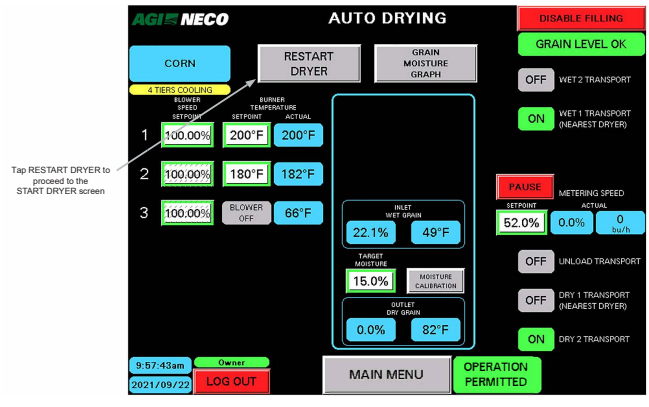 AGI NECO
AUTO DRYING
DISABLE FILLING
GRAIN LEVEL OK
CORN
RESTART
DRYER
GRAIN
MOISTURE
GRAPH
4 TIERS COOLING
OFF WET 2 TRANSPORT
BLOWER
SPEED
SETPOINT
BURNER
TEMPERATURE
SETPOINT ACTUAL
ON WET 1 TRANSPORT
(NEAREST DRYER)
1 100.00% 200°F 200°F
Tap RESTART DRYER to
proceed to the
START DRYER screen
2 100.00% 180°F 182°F
3 100.00% BLOWER
OFF 66°F
PAUSE METERING SPEED
SETPOINT ACTUAL
52.0% 0.0% 0
bu/h
INLET
WET GRAIN
22.1% 49°F
TARGET
MOISTURE
15.0% MOISTURE
CALIBRATION
OFF UNLOAD TRANSPORT
OUTLET
DRY GRAIN
0.0% 82°F
OFF DRY 1 TRANSPORT
(NEAREST DRYER)
ON DRY 2 TRANSPORT
9:57:43am Owner
2021/09/22 LOG OUT
MAIN MENU
OPERATION
PERMITTED